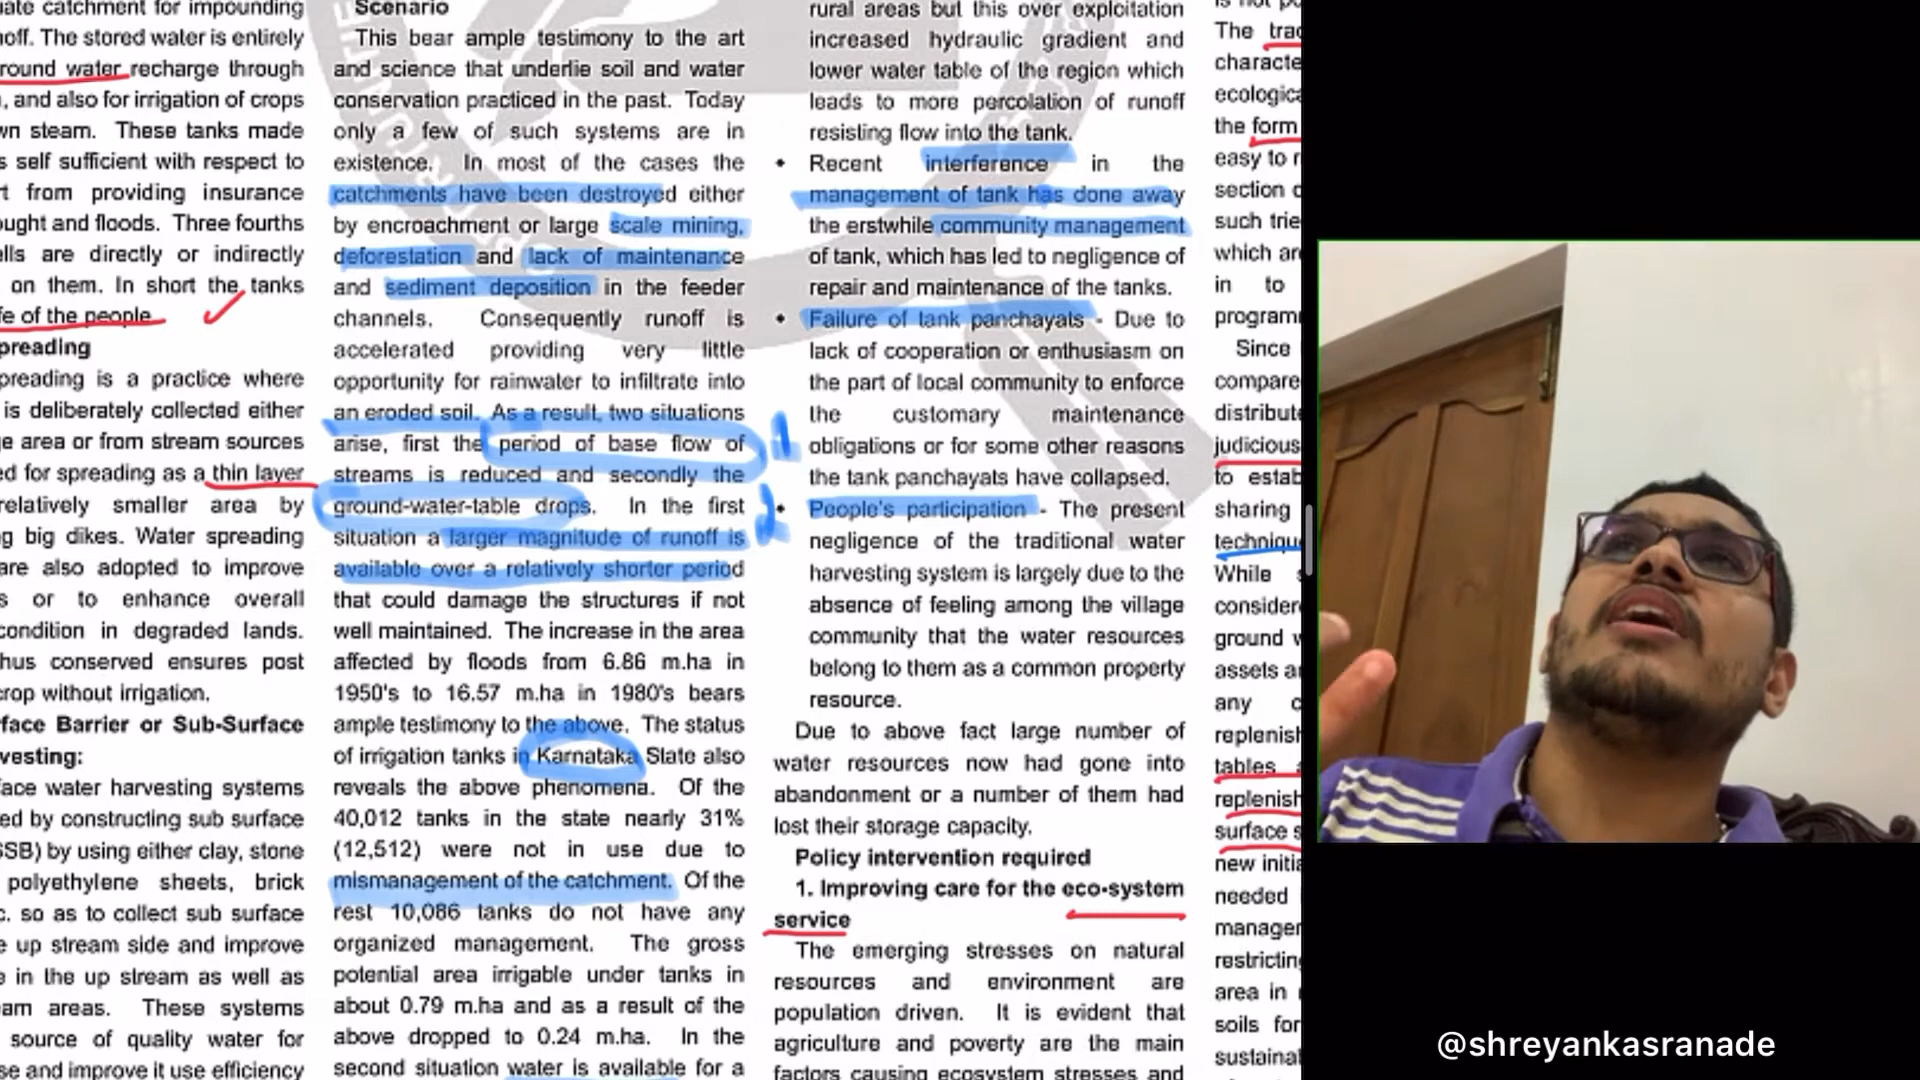 ate catchment for impounding
noff. The stored water is entirely
round water recharge through
, and also for irrigation of crops
wn steam. These tanks made
s self sufficient with respect to
rt from providing insurance
ought and floods. Three fourths
ells are directly or indirectly
on them. In short the tanks
fe of the people.
preading
preading is a practice where
is deliberately collected either
ge area or from stream sources
ed for spreading as a thin layer
relatively smaller area by
ng big dikes. Water spreading
are also adopted to improve
s or to enhance overall
condition in degraded lands.
hus conserved ensures post
crop without irrigation.
rface Barrier or Sub-Surface
vesting:
face water harvesting systems
ed by constructing sub surface
SSB) by using either clay, stone
polyethylene sheets, brick
c. so as to collect sub surface
e up stream side and improve
e in the up stream as well as
am areas. These systems
source of quality water for
se and improve it use efficiency
Scenario
This bear ample testimony to the art
and science that underlie soil and water
conservation practiced in the past. Today
only a few of such systems are in
existence. In most of the cases the
catchments have been destroyed either
by encroachment or large scale mining,
deforestation and lack of maintenance
and sediment deposition in the feeder
channels. Consequently runoff is
accelerated providing very little
opportunity for rainwater to infiltrate into
an eroded soil. As a result, two situations
arise, first the period of base flow of
streams is reduced and secondly the
ground-water-table drops. In the first
situation a larger magnitude of runoff is
available over a relatively shorter period
that could damage the structures if not
well maintained. The increase in the area
affected by floods from 6.86 m.ha in
1950's to 16.57 m.ha in 1980's bears
ample testimony to the above. The status
of irrigation tanks in Karnataka Slate also
reveals the above phenomena. Of the
40,012 tanks in the state nearly 31%
(12,512) were not in use due to
mismanagement of the catchment. Of the
rest 10,086 tanks do not have any
organized management. The gross
potential area irrigable under tanks in
about 0.79 m.ha and as a result of the
above dropped to 0.24 m.ha. In the
second situation water is available for a
1
2
rural areas but this over exploitation
increased hydraulic gradient and
lower water table of the region which
leads to more percolation of runoff
resisting flow into the tank.
• Recent interference in the
management of tank has done away
the erstwhile community management
of tank, which has led to negligence of
repair and maintenance of the tanks.
• Failure of tank panchayats - Due to
lack of cooperation or enthusiasm on
the part of local community to enforce
the customary maintenance
obligations or for some other reasons
the tank panchayats have collapsed.
• People's participation - The present
negligence of the traditional water
harvesting system is largely due to the
absence of feeling among the village
community that the water resources
belong to them as a common property
resource.
Due to above fact large number of
water resources now had gone into
abandonment or a number of them had
lost their storage capacity.
Policy intervention required
1. Improving care for the eco-system
service
The emerging stresses on natural
resources and environment are
population driven. It is evident that
agriculture and poverty are the main
factors causing ecosystem stresses and
The trac
characte
ecologica
the form
easy to r
section o
such trie
which are
in to
program
Since
compare
distribute
judicious
to estab
sharing
technique
While s
consider
ground w
assets a
any c
replenish
tables a
replenish
surface s
new initia
needed
manager
restricting
area in
soils for
sustainal
@shreyankasranade